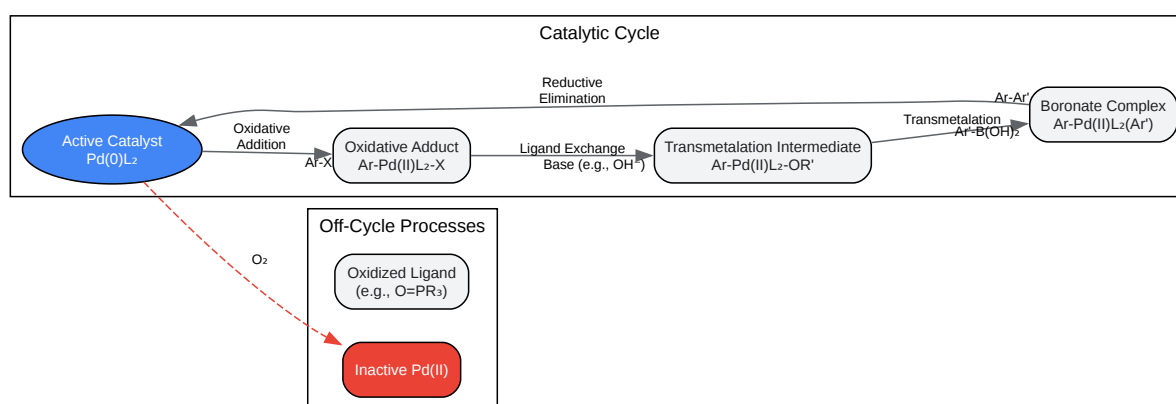 Catalytic Cycle
Reductive
Elimination
Ar-Ar'
Boronate Complex
Ar-Pd(II)L₂(Ar')
Active Catalyst
Pd(0)L₂
Oxidative
Addition
Ar-X
Oxidative Adduct
Ar-Pd(II)L₂-X
Ligand Exchange
Base (e.g., OH⁻)
Transmetalation Intermediate
Ar-Pd(II)L₂-OR'
Transmetalation
Ar'-B(OH)₂
Off-Cycle Processes
O₂
Oxidized Ligand
(e.g., O=PR₃)
Inactive Pd(II)